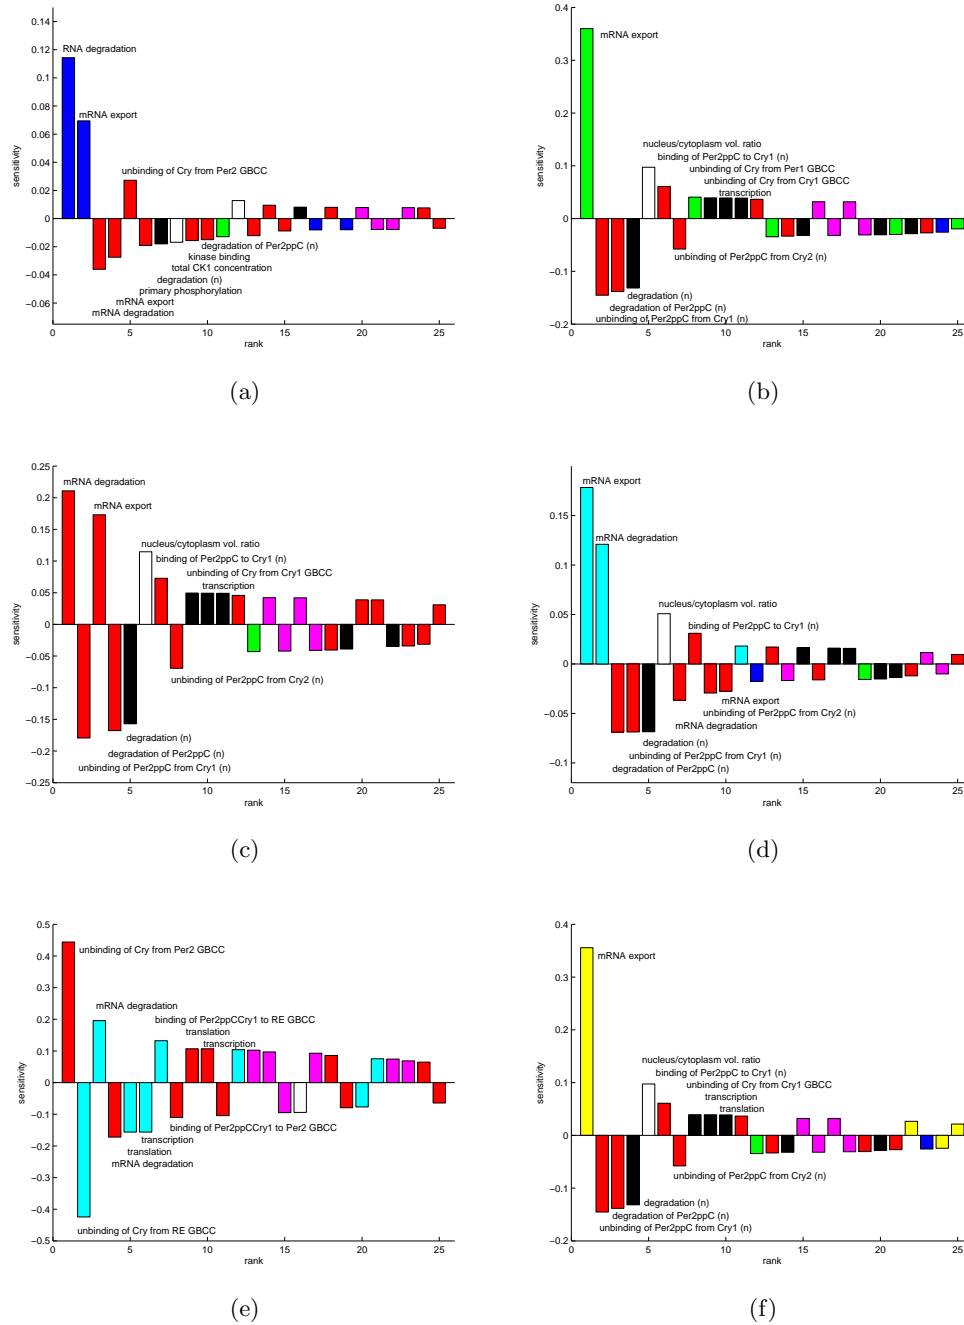 0.14
0.12
0.1
0.08
0.06
0.04
0.02
0
−0.02
−0.04
−0.06
sensitivity
RNA degradation
mRNA export
unbinding of Cry from Per2 GBCC
degradation of Per2ppC (n)
kinase binding
total CK1 concentration
degradation (n)
primary phosphorylation
mRNA export
mRNA degradation
0 5 10 15 20 25
rank
(a)
0.4
0.3
0.2
0.1
0
−0.1
−0.2
sensitivity
mRNA export
nucleus/cytoplasm vol. ratio
binding of Per2ppC to Cry1 (n)
unbinding of Cry from Per1 GBCC
unbinding of Cry from Cry1 GBCC
transcription
unbinding of Per2ppC from Cry2 (n)
degradation (n)
degradation of Per2ppC (n)
unbinding of Per2ppC from Cry1 (n)
0 5 10 15 20 25
rank
(b)
0.25
0.2
0.15
0.1
0.05
0
−0.05
−0.1
−0.15
−0.2
−0.25
sensitivity
mRNA degradation
mRNA export
nucleus/cytoplasm vol. ratio
binding of Per2ppC to Cry1 (n)
unbinding of Cry from Cry1 GBCC
transcription
unbinding of Per2ppC from Cry2 (n)
degradation (n)
degradation of Per2ppC (n)
unbinding of Per2ppC from Cry1 (n)
0 5 10 15 20 25
rank
(c)
0.15
0.1
0.05
0
−0.05
−0.1
sensitivity
mRNA export
mRNA degradation
nucleus/cytoplasm vol. ratio
binding of Per2ppC to Cry1 (n)
mRNA export
unbinding of Per2ppC from Cry2 (n)
mRNA degradation
degradation (n)
unbinding of Per2ppC from Cry1 (n)
degradation of Per2ppC (n)
0 5 10 15 20 25
rank
(d)
0.5
0.4
0.3
0.2
0.1
0
−0.1
−0.2
−0.3
−0.4
−0.5
sensitivity
unbinding of Cry from Per2 GBCC
mRNA degradation
binding of Per2ppCCry1 to RE GBCC
translation
transcription
binding of Per2ppCCry1 to Per2 GBCC
transcription
translation
mRNA degradation
unbinding of Cry from RE GBCC
0 5 10 15 20 25
rank
(e)
0.4
0.3
0.2
0.1
0
−0.1
−0.2
sensitivity
mRNA export
nucleus/cytoplasm vol. ratio
binding of Per2ppC to Cry1 (n)
unbinding of Cry from Cry1 GBCC
transcription
translation
unbinding of Per2ppC from Cry2 (n)
degradation (n)
degradation of Per2ppC (n)
unbinding of Per2ppC from Cry1 (n)
0 5 10 15 20 25
rank
(f)